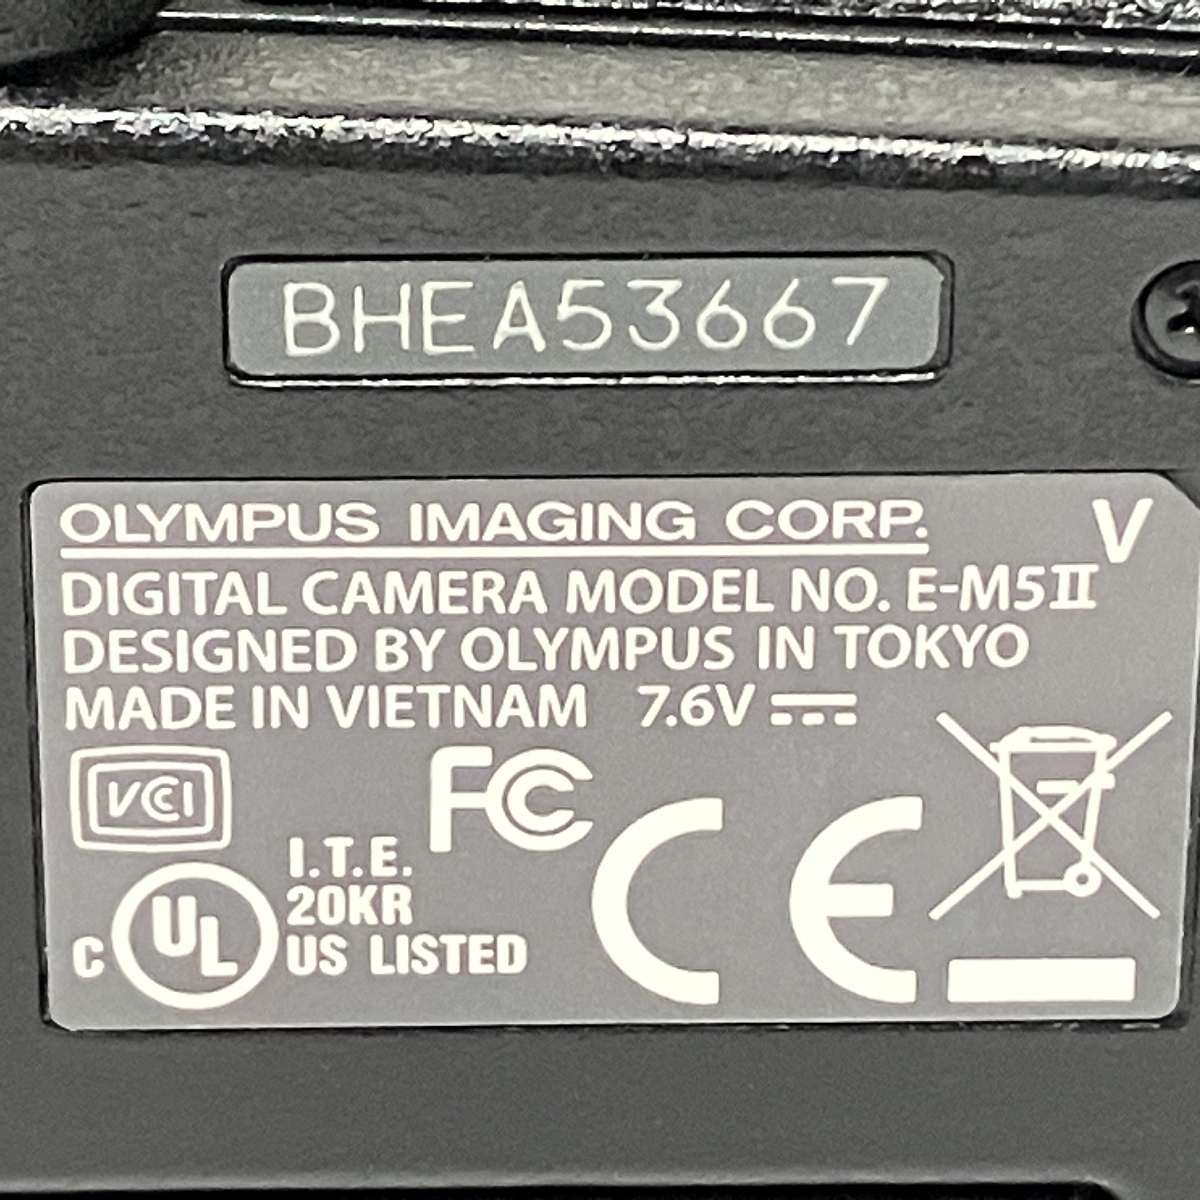 BHEA53667
OLYMPUS IMAGING CORP. V
DIGITAL CAMERA MODEL NO. E-M5II
DESIGNED BY OLYMPUS IN TOKYO
MADE IN VIETNAM 7.6V
VCCI
FC
CE
I.T.E.
20KR
C UL US LISTED